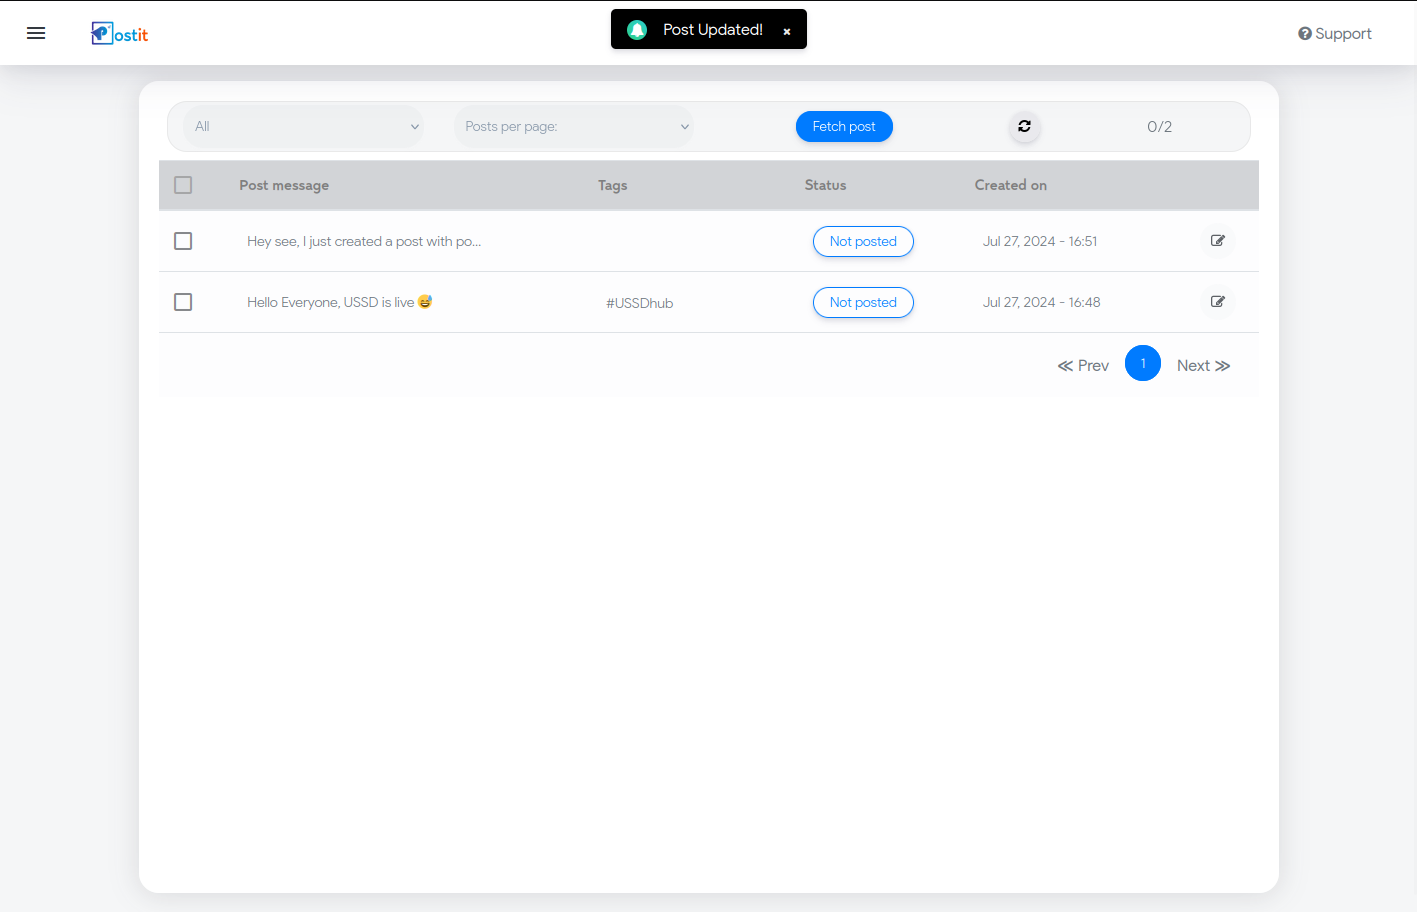 Postit
Post Updated! ×
Support
All
Posts per page:
Fetch post
0/2
Post message Tags Status Created on
Hey see, I just created a post with po... Not posted Jul 27, 2024 - 16:51
Hello Everyone, USSD is live 😅 #USSDhub Not posted Jul 27, 2024 - 16:48
≪ Prev 1 Next ≫